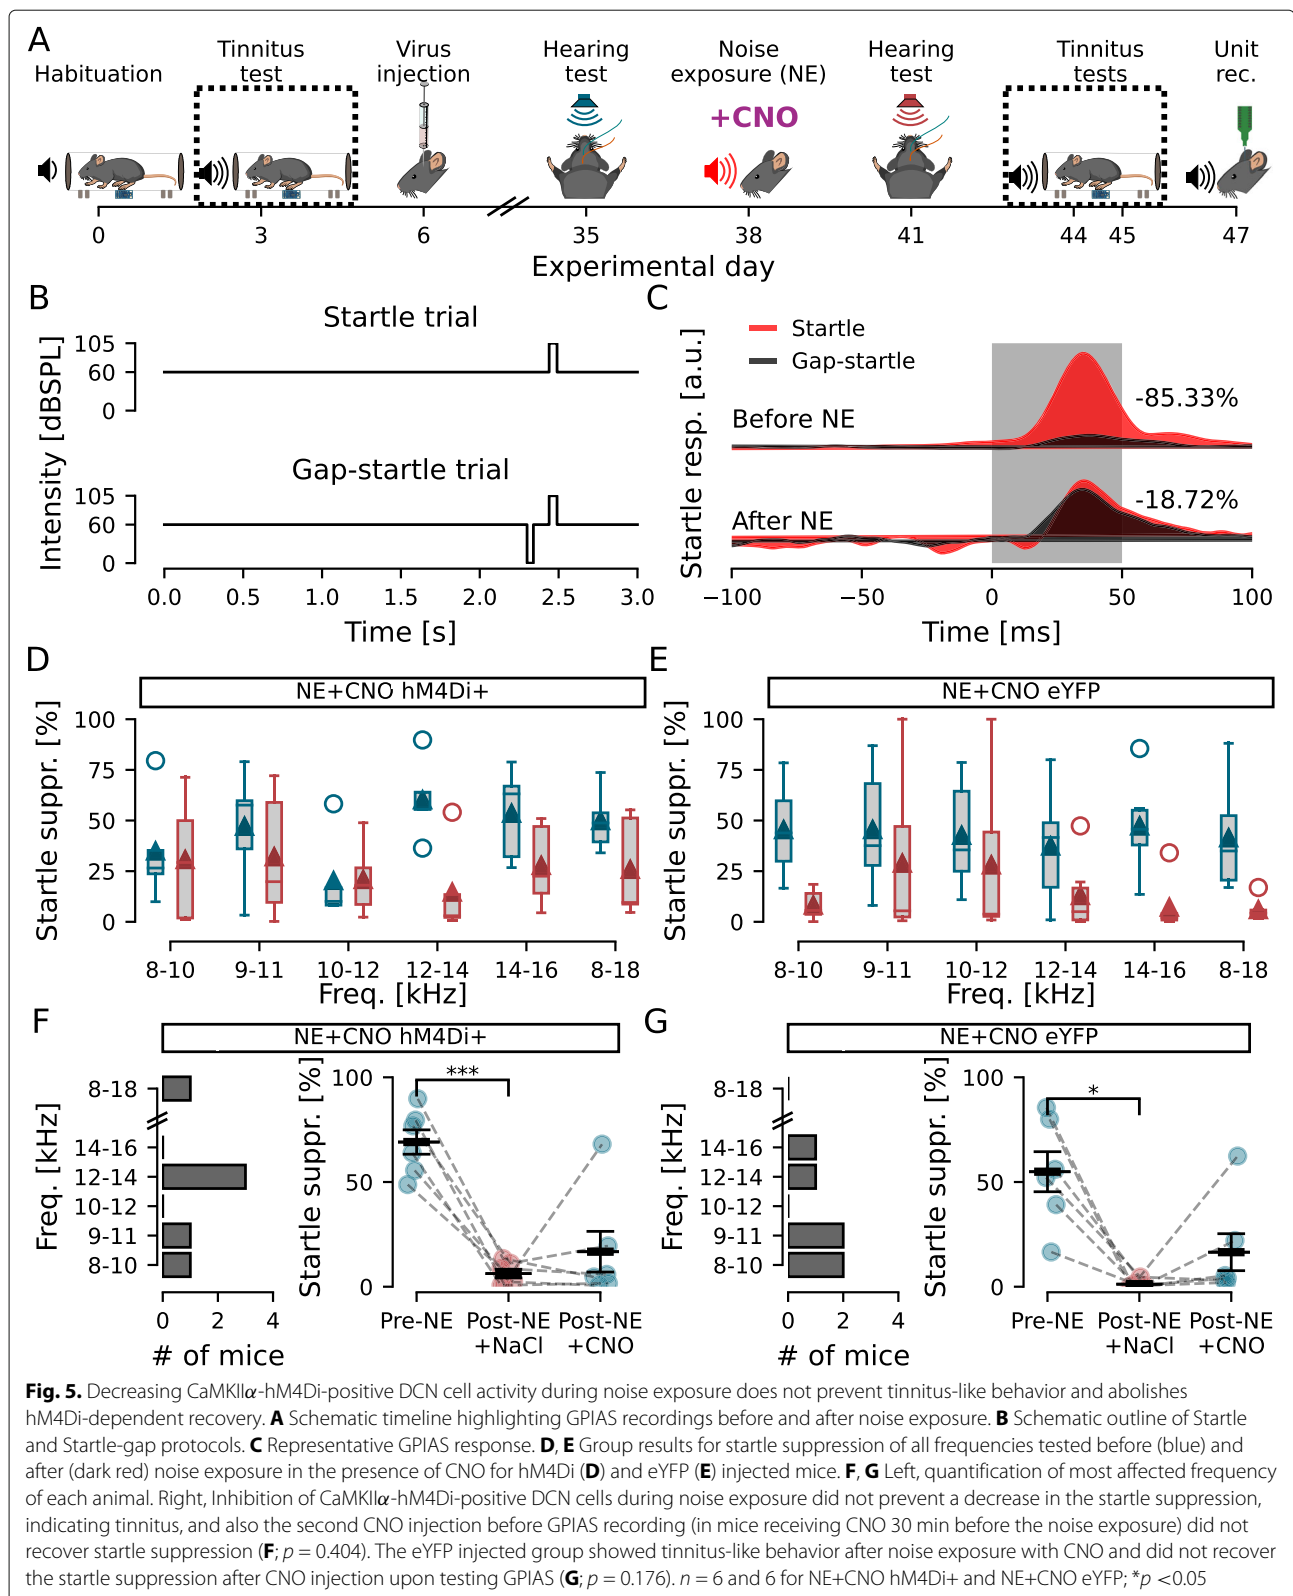 A
Habituation
Tinnitus
test
Virus
injection
Hearing
test
Noise
exposure (NE)
+CNO
Hearing
test
Tinnitus
tests
Unit
rec.
0 3 6 35 38 41 44 45 47
Experimental day
B
Startle trial
105
60
0
Gap-startle trial
105
60
0
Intensity [dBSPL]
0.0 0.5 1.0 1.5 2.0 2.5 3.0
Time [s]
C
Startle
Gap-startle
Before NE
-85.33%
After NE
-18.72%
Startle resp. [a.u.]
−100 −50 0 50 100
Time [ms]
D
NE+CNO hM4Di+
Startle suppr. [%]
100
75
50
25
0
8-10 9-11 10-12 12-14 14-16 8-18
Freq. [kHz]
E
NE+CNO eYFP
Startle suppr. [%]
100
75
50
25
0
8-10 9-11 10-12 12-14 14-16 8-18
Freq. [kHz]
F
NE+CNO hM4Di+
Freq. [kHz]
8-18
14-16
12-14
10-12
9-11
8-10
0 2 4
# of mice
Startle suppr. [%]
100
50
0
***
Pre-NE Post-NE Post-NE
+NaCl +CNO
G
NE+CNO eYFP
Freq. [kHz]
8-18
14-16
12-14
10-12
9-11
8-10
0 2 4
# of mice
Startle suppr. [%]
100
50
0
*
Pre-NE Post-NE Post-NE
+NaCl +CNO
Fig. 5. Decreasing CaMKIIα-hM4Di-positive DCN cell activity during noise exposure does not prevent tinnitus-like behavior and abolishes
hM4Di-dependent recovery. A Schematic timeline highlighting GPIAS recordings before and after noise exposure. B Schematic outline of Startle
and Startle-gap protocols. C Representative GPIAS response. D, E Group results for startle suppression of all frequencies tested before (blue) and
after (dark red) noise exposure in the presence of CNO for hM4Di (D) and eYFP (E) injected mice. F, G Left, quantification of most affected frequency
of each animal. Right, Inhibition of CaMKIIα-hM4Di-positive DCN cells during noise exposure did not prevent a decrease in the startle suppression,
indicating tinnitus, and also the second CNO injection before GPIAS recording (in mice receiving CNO 30 min before the noise exposure) did not
recover startle suppression (F; p = 0.404). The eYFP injected group showed tinnitus-like behavior after noise exposure with CNO and did not recover
the startle suppression after CNO injection upon testing GPIAS (G; p = 0.176). n = 6 and 6 for NE+CNO hM4Di+ and NE+CNO eYFP; *p <0.05